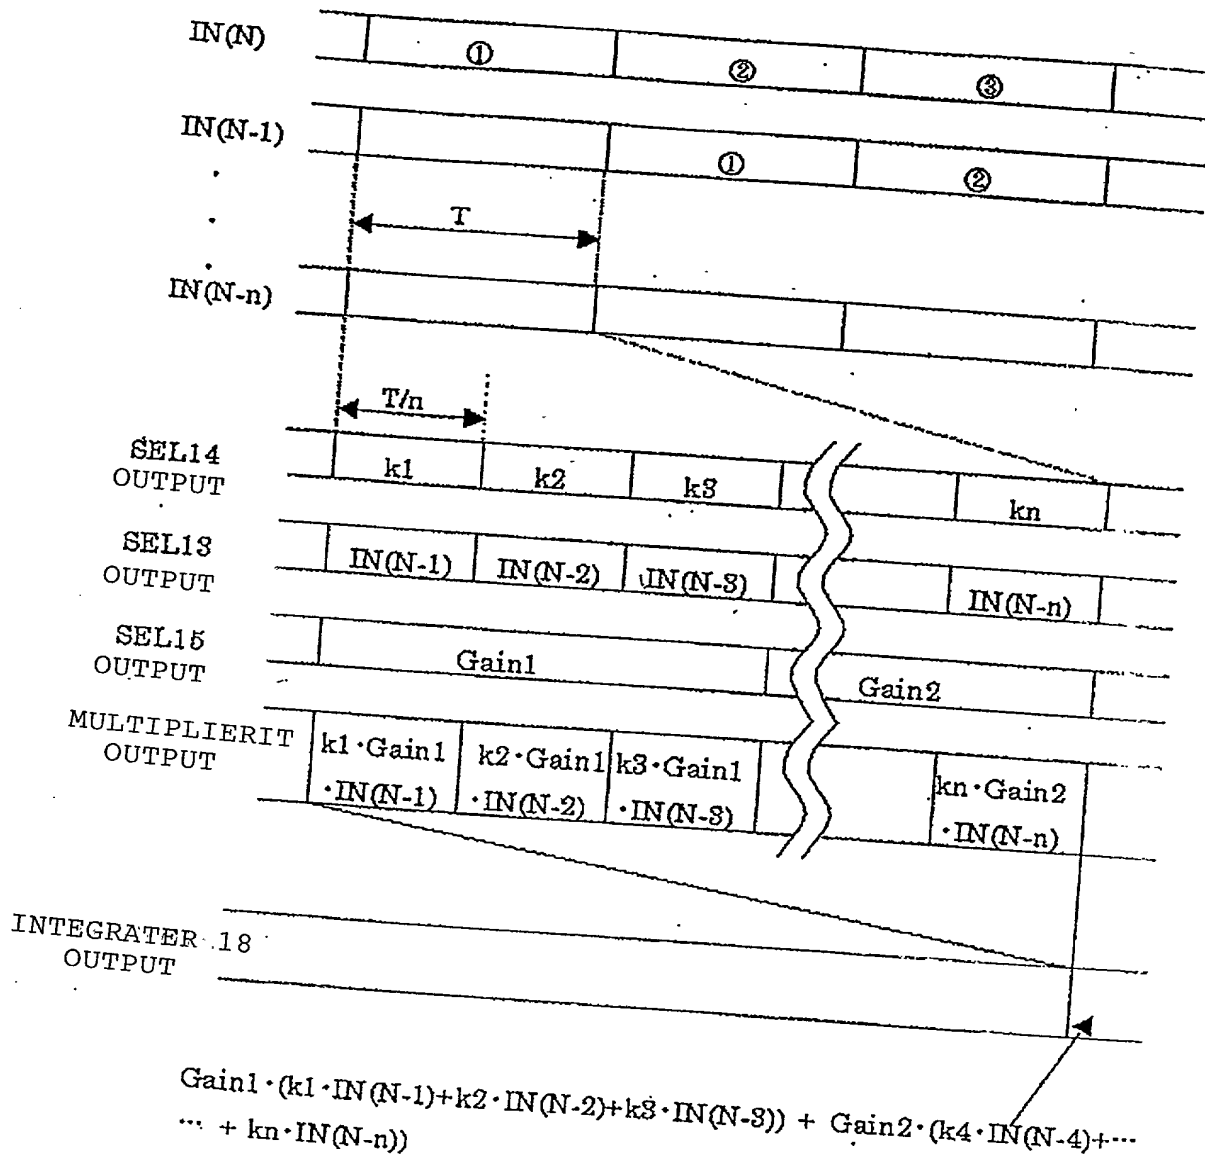 IN(N)
① ② ③
IN(N-1)
① ②
T
IN(N-n)
T/n
SEL14
OUTPUT
k1 k2 k3 kn
SEL13
OUTPUT
IN(N-1) IN(N-2) IN(N-3) IN(N-n)
SEL15
OUTPUT
Gain1 Gain2
MULTIPLIERIT
OUTPUT
k1·Gain1 k2·Gain1 k3·Gain1 kn·Gain2
·IN(N-1) ·IN(N-2) ·IN(N-3) ·IN(N-n)
INTEGRATER 18
OUTPUT
Gain1·(k1·IN(N-1)+k2·IN(N-2)+k3·IN(N-3)) + Gain2·(k4·IN(N-4)+···
··· + kn·IN(N-n))